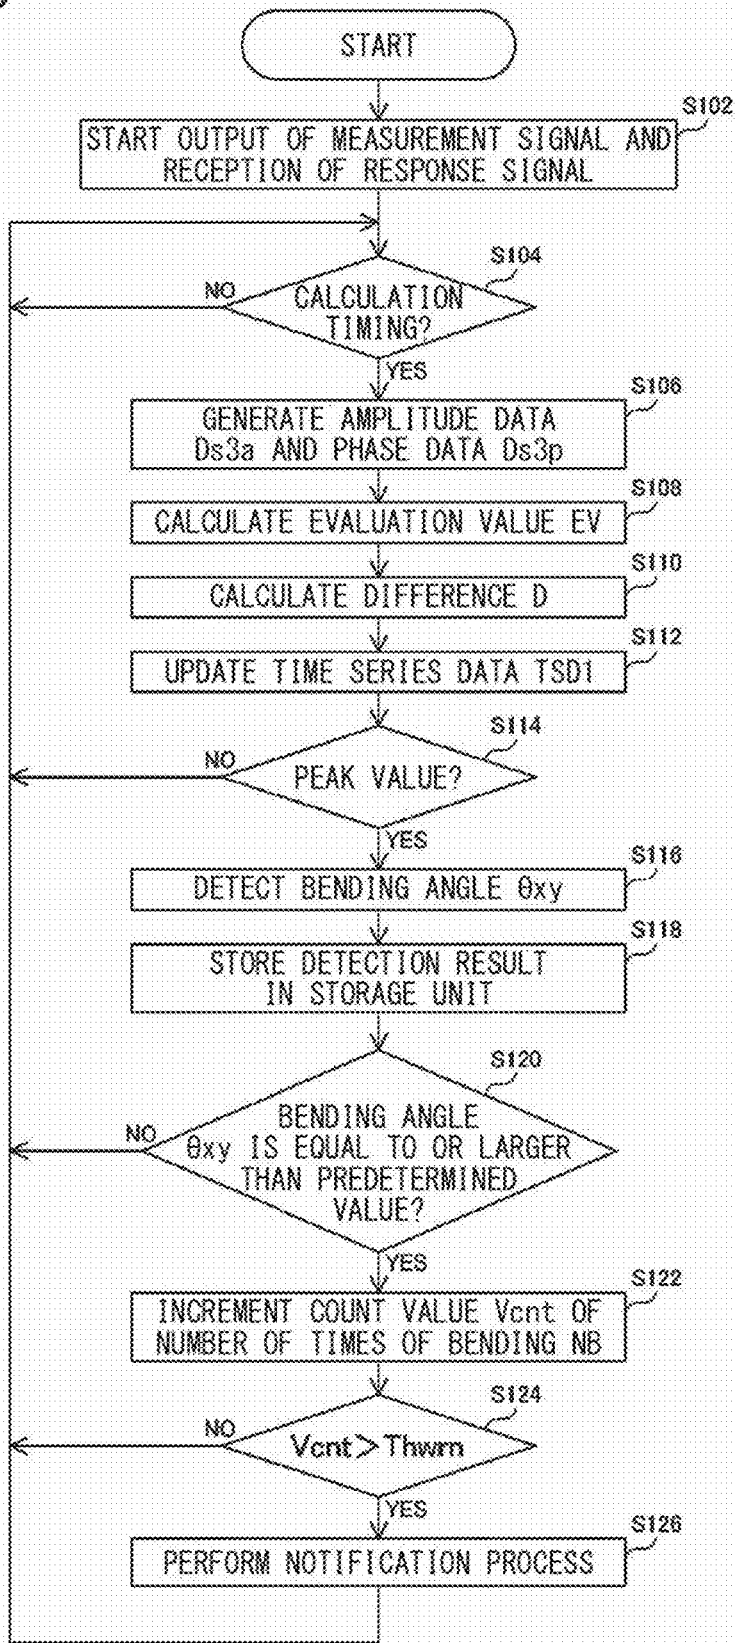 START
S102
START OUTPUT OF MEASUREMENT SIGNAL AND
RECEPTION OF RESPONSE SIGNAL
S104
NO
CALCULATION
TIMING?
YES
S106
GENERATE AMPLITUDE DATA
Ds3a AND PHASE DATA Ds3p
S108
CALCULATE EVALUATION VALUE EV
S110
CALCULATE DIFFERENCE D
S112
UPDATE TIME SERIES DATA TSD1
S114
NO
PEAK VALUE?
YES
S116
DETECT BENDING ANGLE θxy
S118
STORE DETECTION RESULT
IN STORAGE UNIT
S120
BENDING ANGLE
NO
θxy IS EQUAL TO OR LARGER
THAN PREDETERMINED
VALUE?
YES
S122
INCREMENT COUNT VALUE Vcnt OF
NUMBER OF TIMES OF BENDING NB
S124
NO
Vcnt>Thwrn
YES
S126
PERFORM NOTIFICATION PROCESS